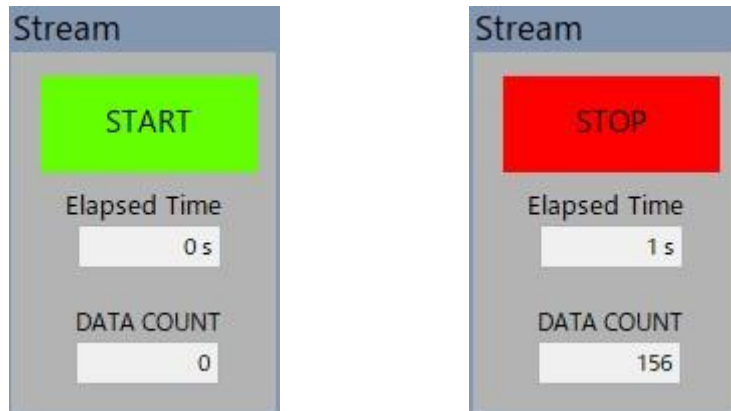 Stream
START
Elapsed Time
0 s
DATA COUNT
0
Stream
STOP
Elapsed Time
1 s
DATA COUNT
156